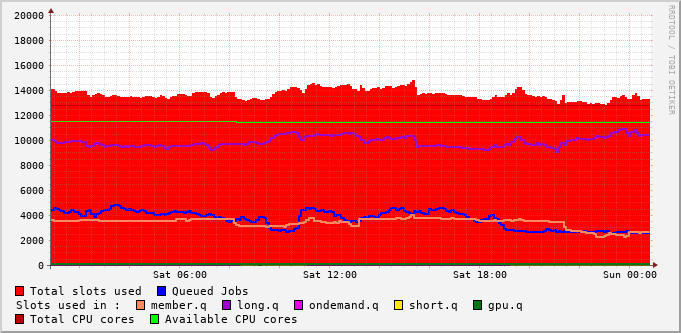 20000
18000
16000
14000
12000
10000
8000
6000
4000
2000
0
Sat 06:00 Sat 12:00 Sat 18:00 Sun 00:00
RRDTOOL / TOBI OETIKER
Total slots used Queued Jobs
Slots used in : member.q long.q ondemand.q short.q gpu.q
Total CPU cores Available CPU cores